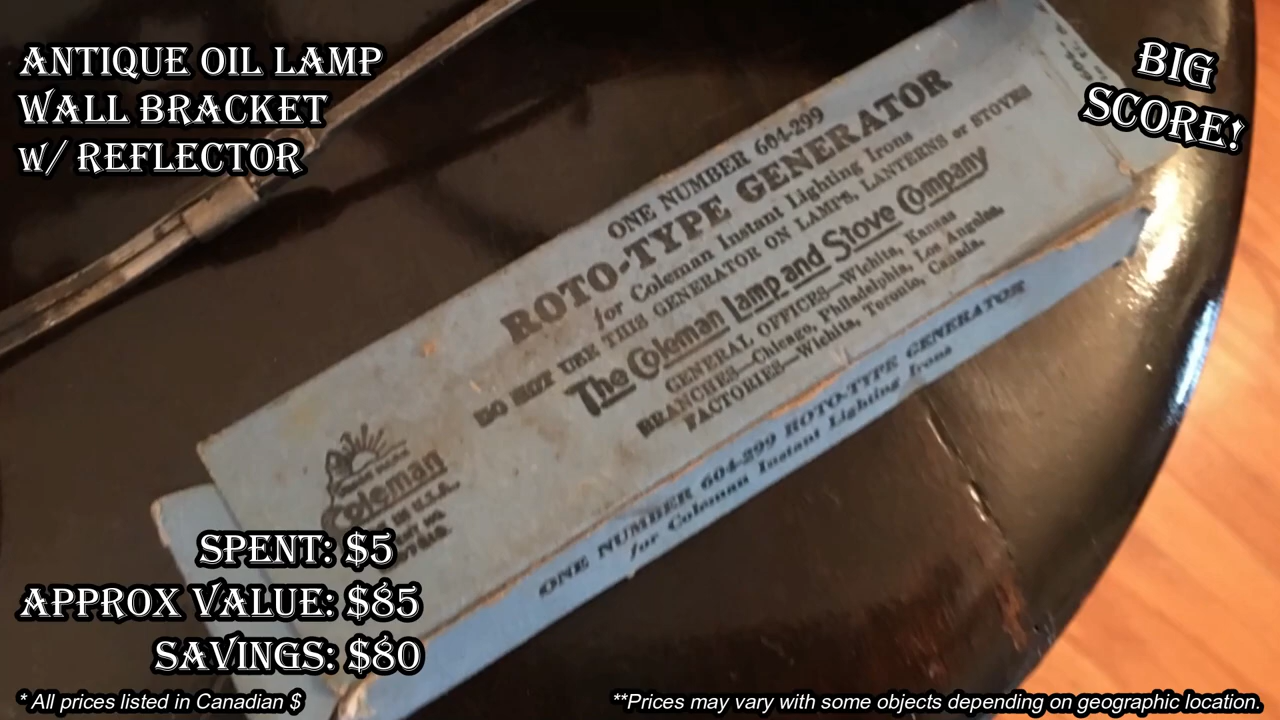 ANTIQUE OIL LAMP
WALL BRACKET
W/ REFLECTOR
BIG
SCORE!
ONE NUMBER 604-299
ROTO-TYPE GENERATOR
for Coleman Instant Lighting Irons
DO NOT USE THIS GENERATOR ON LAMPS, LANTERNS or STOVES
The Coleman Lamp and Stove Company
GENERAL OFFICES—Wichita, Kansas
BRANCHES—Chicago, Philadelphia, Los Angeles.
FACTORIES—Wichita, Toronto, Canada.
Coleman
IN U.S.A.
ONE NUMBER 604-299 ROTO-TYPE GENERATOR
for Coleman Instant Lighting Irons
SPENT: $5
APPROX VALUE: $85
SAVINGS: $80
* All prices listed in Canadian $
**Prices may vary with some objects depending on geographic location.